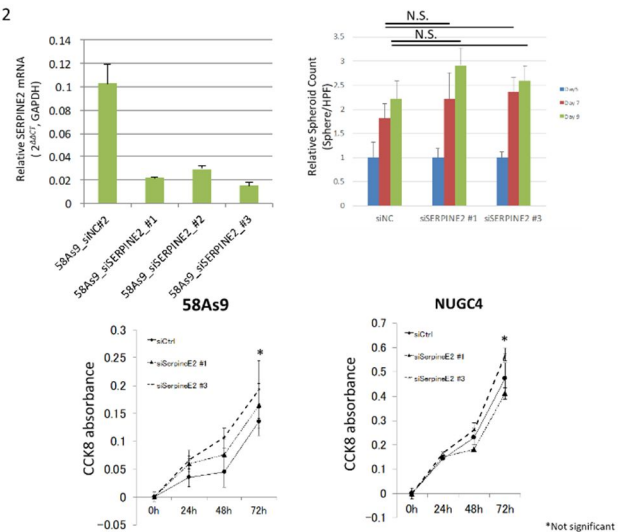 2
Relative SERPINE2 mRNA
( 2^ΔΔCT, GAPDH)
0.14
0.12
0.1
0.08
0.06
0.04
0.02
0
58As9_siNC#2
58As9_siSERPINE2_#1
58As9_siSERPINE2_#2
58As9_siSERPINE2_#3
N.S.
N.S.
Relative Spheroid Count
(Sphere/HPF)
3.5
3
2.5
2
1.5
1
0.5
0
siNC
siSERPINE2 #1
siSERPINE2 #3
Day 7
Day 9
58As9
CCK8 absorbance
0.3
0.25
0.2
0.15
0.1
0.05
0
−0.05
siCtrl
siSerpineE2 #1
siSerpineE2 #3
*
0h
24h
48h
72h
NUGC4
CCK8 absorbance
0.7
0.6
0.5
0.4
0.3
0.2
0.1
0
−0.1
siCtrl
siSerpineE2 #1
siSerpineE2 #3
*
0h
24h
48h
72h
*Not significant